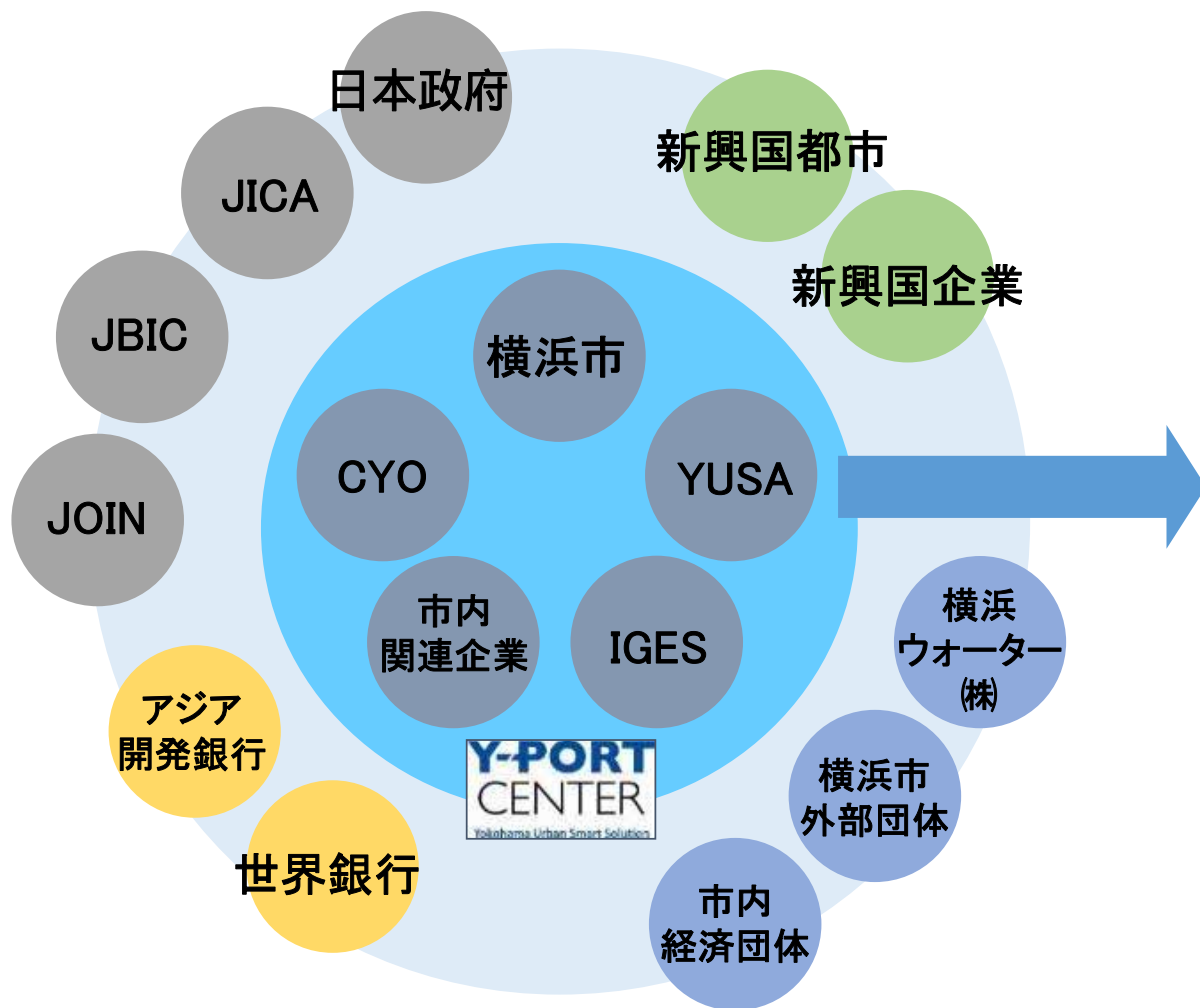 日本政府
新興国都市
JICA
新興国企業
JBIC
横浜市
CYO
YUSA
JOIN
市内
関連企業
IGES
横浜
ウォーター
㈱
アジア
開発銀行
Y-PORT
CENTER
Yokohama Urban Smart Solution
横浜市
外部団体
世界銀行
市内
経済団体